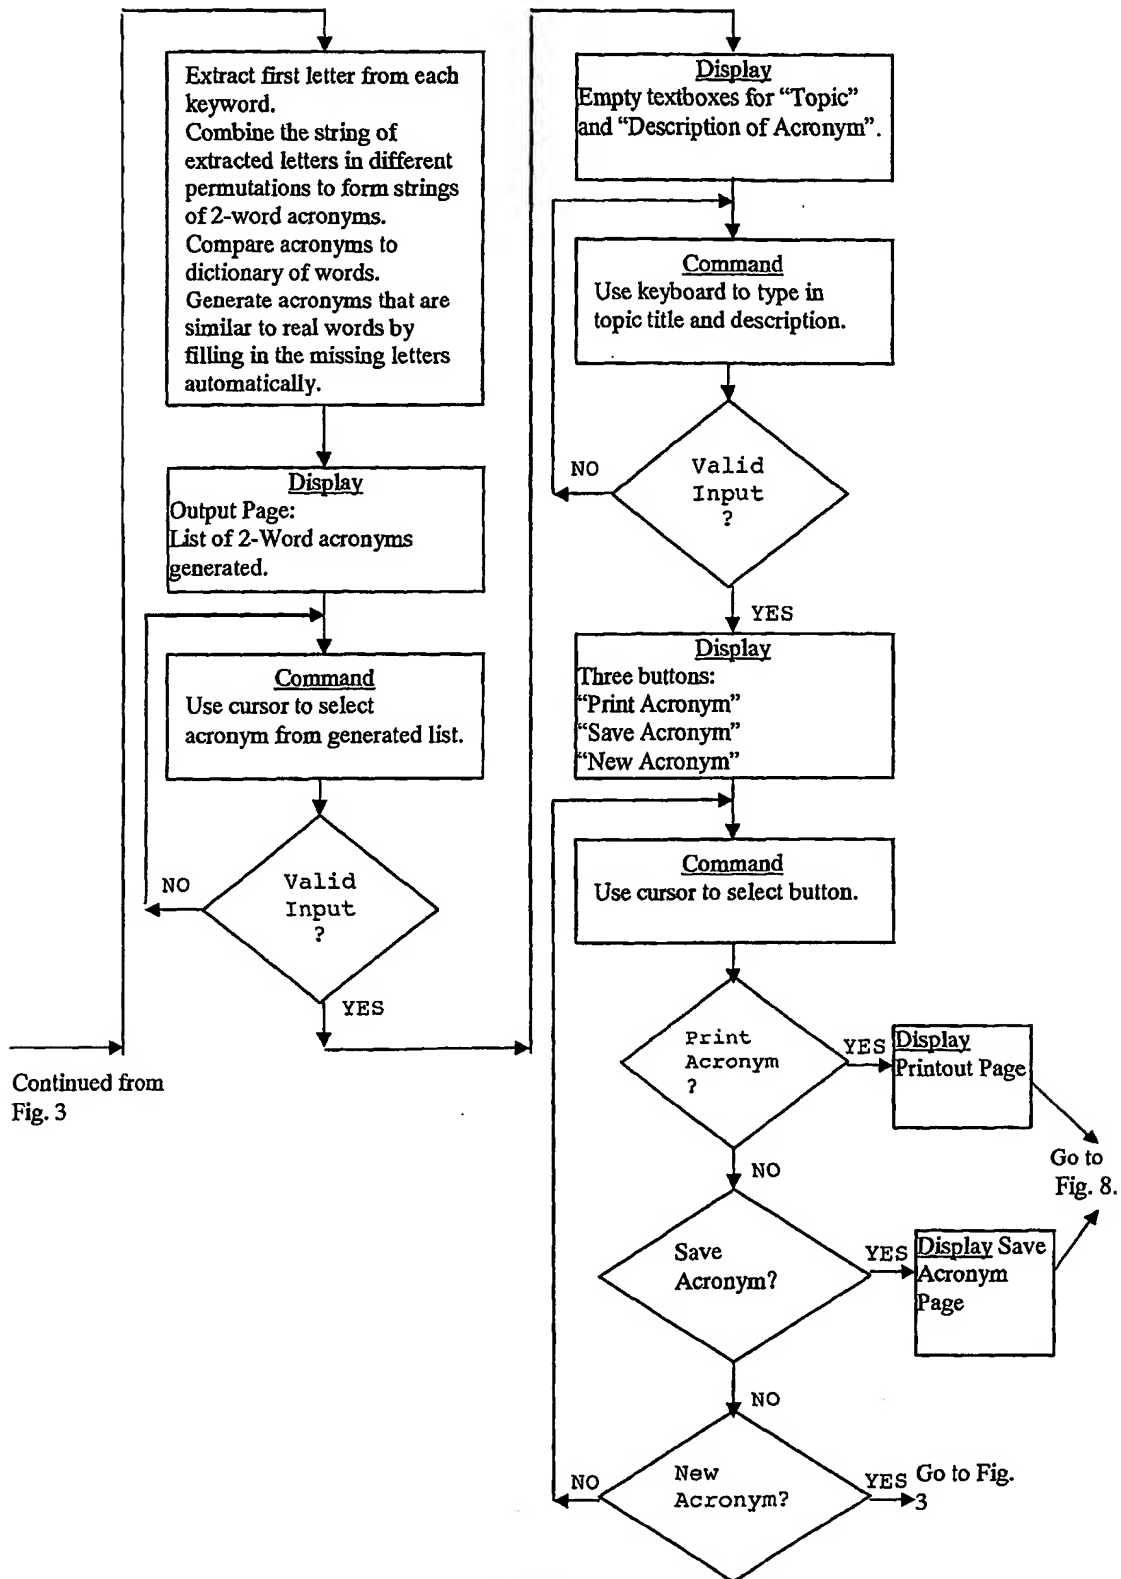 Extract first letter from each
keyword.
Combine the string of
extracted letters in different
permutations to form strings
of 2-word acronyms.
Compare acronyms to
dictionary of words.
Generate acronyms that are
similar to real words by
filling in the missing letters
automatically.
Display
Output Page:
List of 2-Word acronyms
generated.
Command
Use cursor to select
acronym from generated list.
Valid
Input
?
NO
YES
Continued from
Fig. 3
Display
Empty textboxes for “Topic”
and “Description of Acronym”.
Command
Use keyboard to type in
topic title and description.
Valid
Input
?
NO
YES
Display
Three buttons:
“Print Acronym”
“Save Acronym”
“New Acronym”
Command
Use cursor to select button.
Print
Acronym
?
YES
Display
Printout Page
NO
Go to
Fig. 8.
Save
Acronym?
YES
Display Save
Acronym
Page
NO
New
Acronym?
NO
YES
Go to Fig.
3